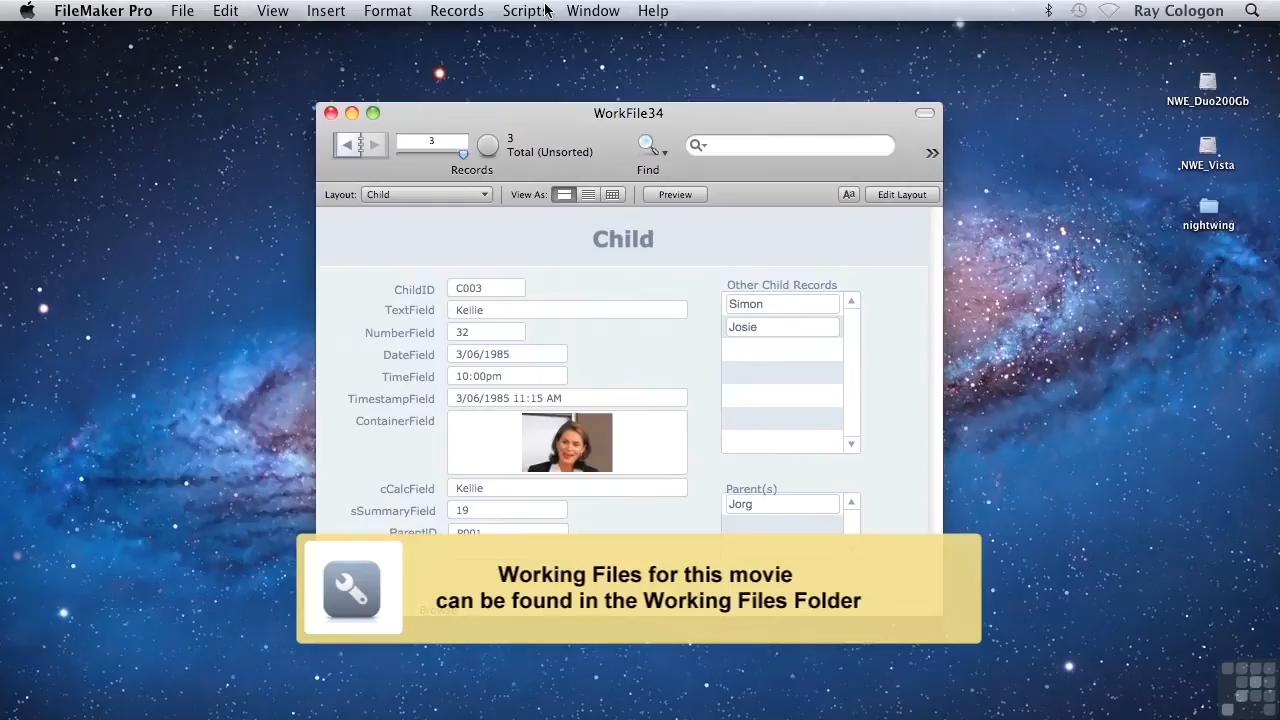 FileMaker Pro File Edit View Insert Format Records Scripts Window Help Ray Cologon
NWE_Duo200Gb
NWE_Vista
nightwing
WorkFile34
3
3
Total (Unsorted)
Records
Find
Layout: Child View As: Preview Aa Edit Layout
Child
ChildID C003
TextField Kellie
NumberField 32
DateField 3/06/1985
TimeField 10:00pm
TimestampField 3/06/1985 11:15 AM
ContainerField
cCalcField Kellie
sSummaryField 19
ParentID P001
Other Child Records
Simon
Josie
Parent(s)
Jorg
Working Files for this movie
can be found in the Working Files Folder
Browse